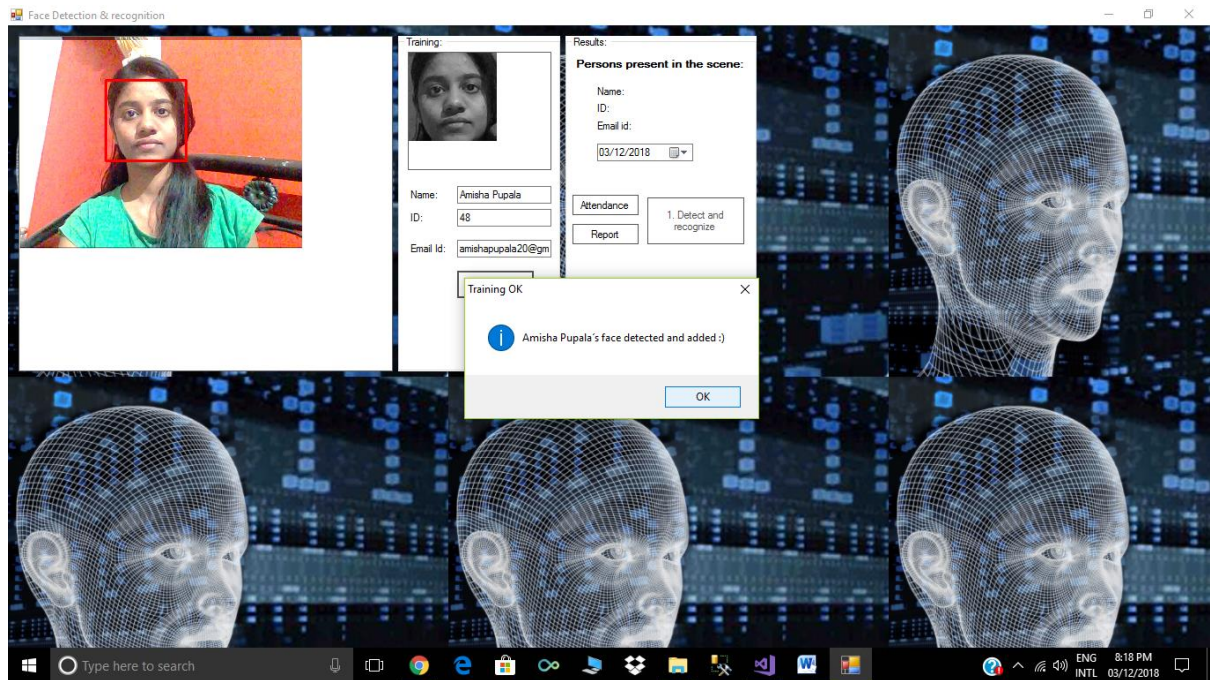 Face Detection & recognition
Training:
Name:
Amisha Pupala
ID:
48
Email Id:
amishapupala20@gm
Results:
Persons present in the scene:
Name:
ID:
Email id:
03/12/2018
Attendance
Report
1. Detect and
recognize
Training OK
Amisha Pupala´s face detected and added :)
OK
Type here to search
ENG
INTL
8:18 PM
03/12/2018